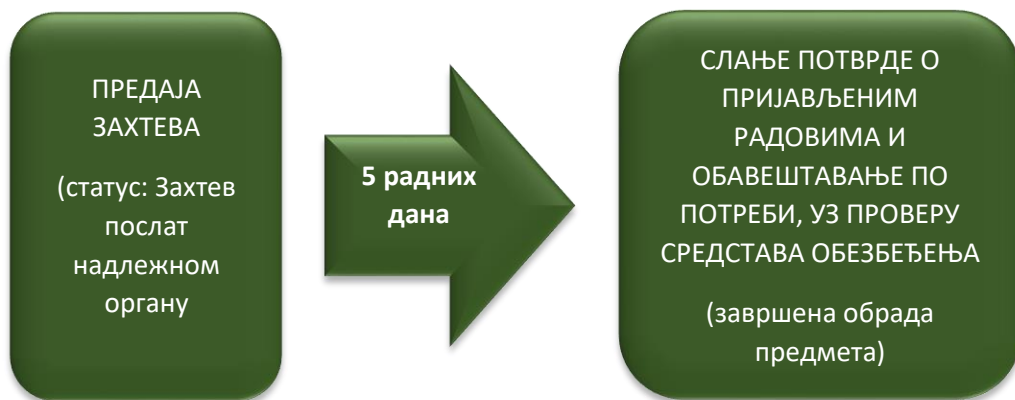 ПРЕДАЈА
ЗАХТЕВА
(статус: Захтев
послат
надлежном
органу
5 радних
дана
СЛАЊЕ ПОТВРДЕ О
ПРИЈАВЉЕНИМ
РАДОВИМА И
ОБАВЕШТАВАЊЕ ПО
ПОТРЕБИ, УЗ ПРОВЕРУ
СРЕДСТАВА ОБЕЗБЕЂЕЊА
(завршена обрада
предмета)